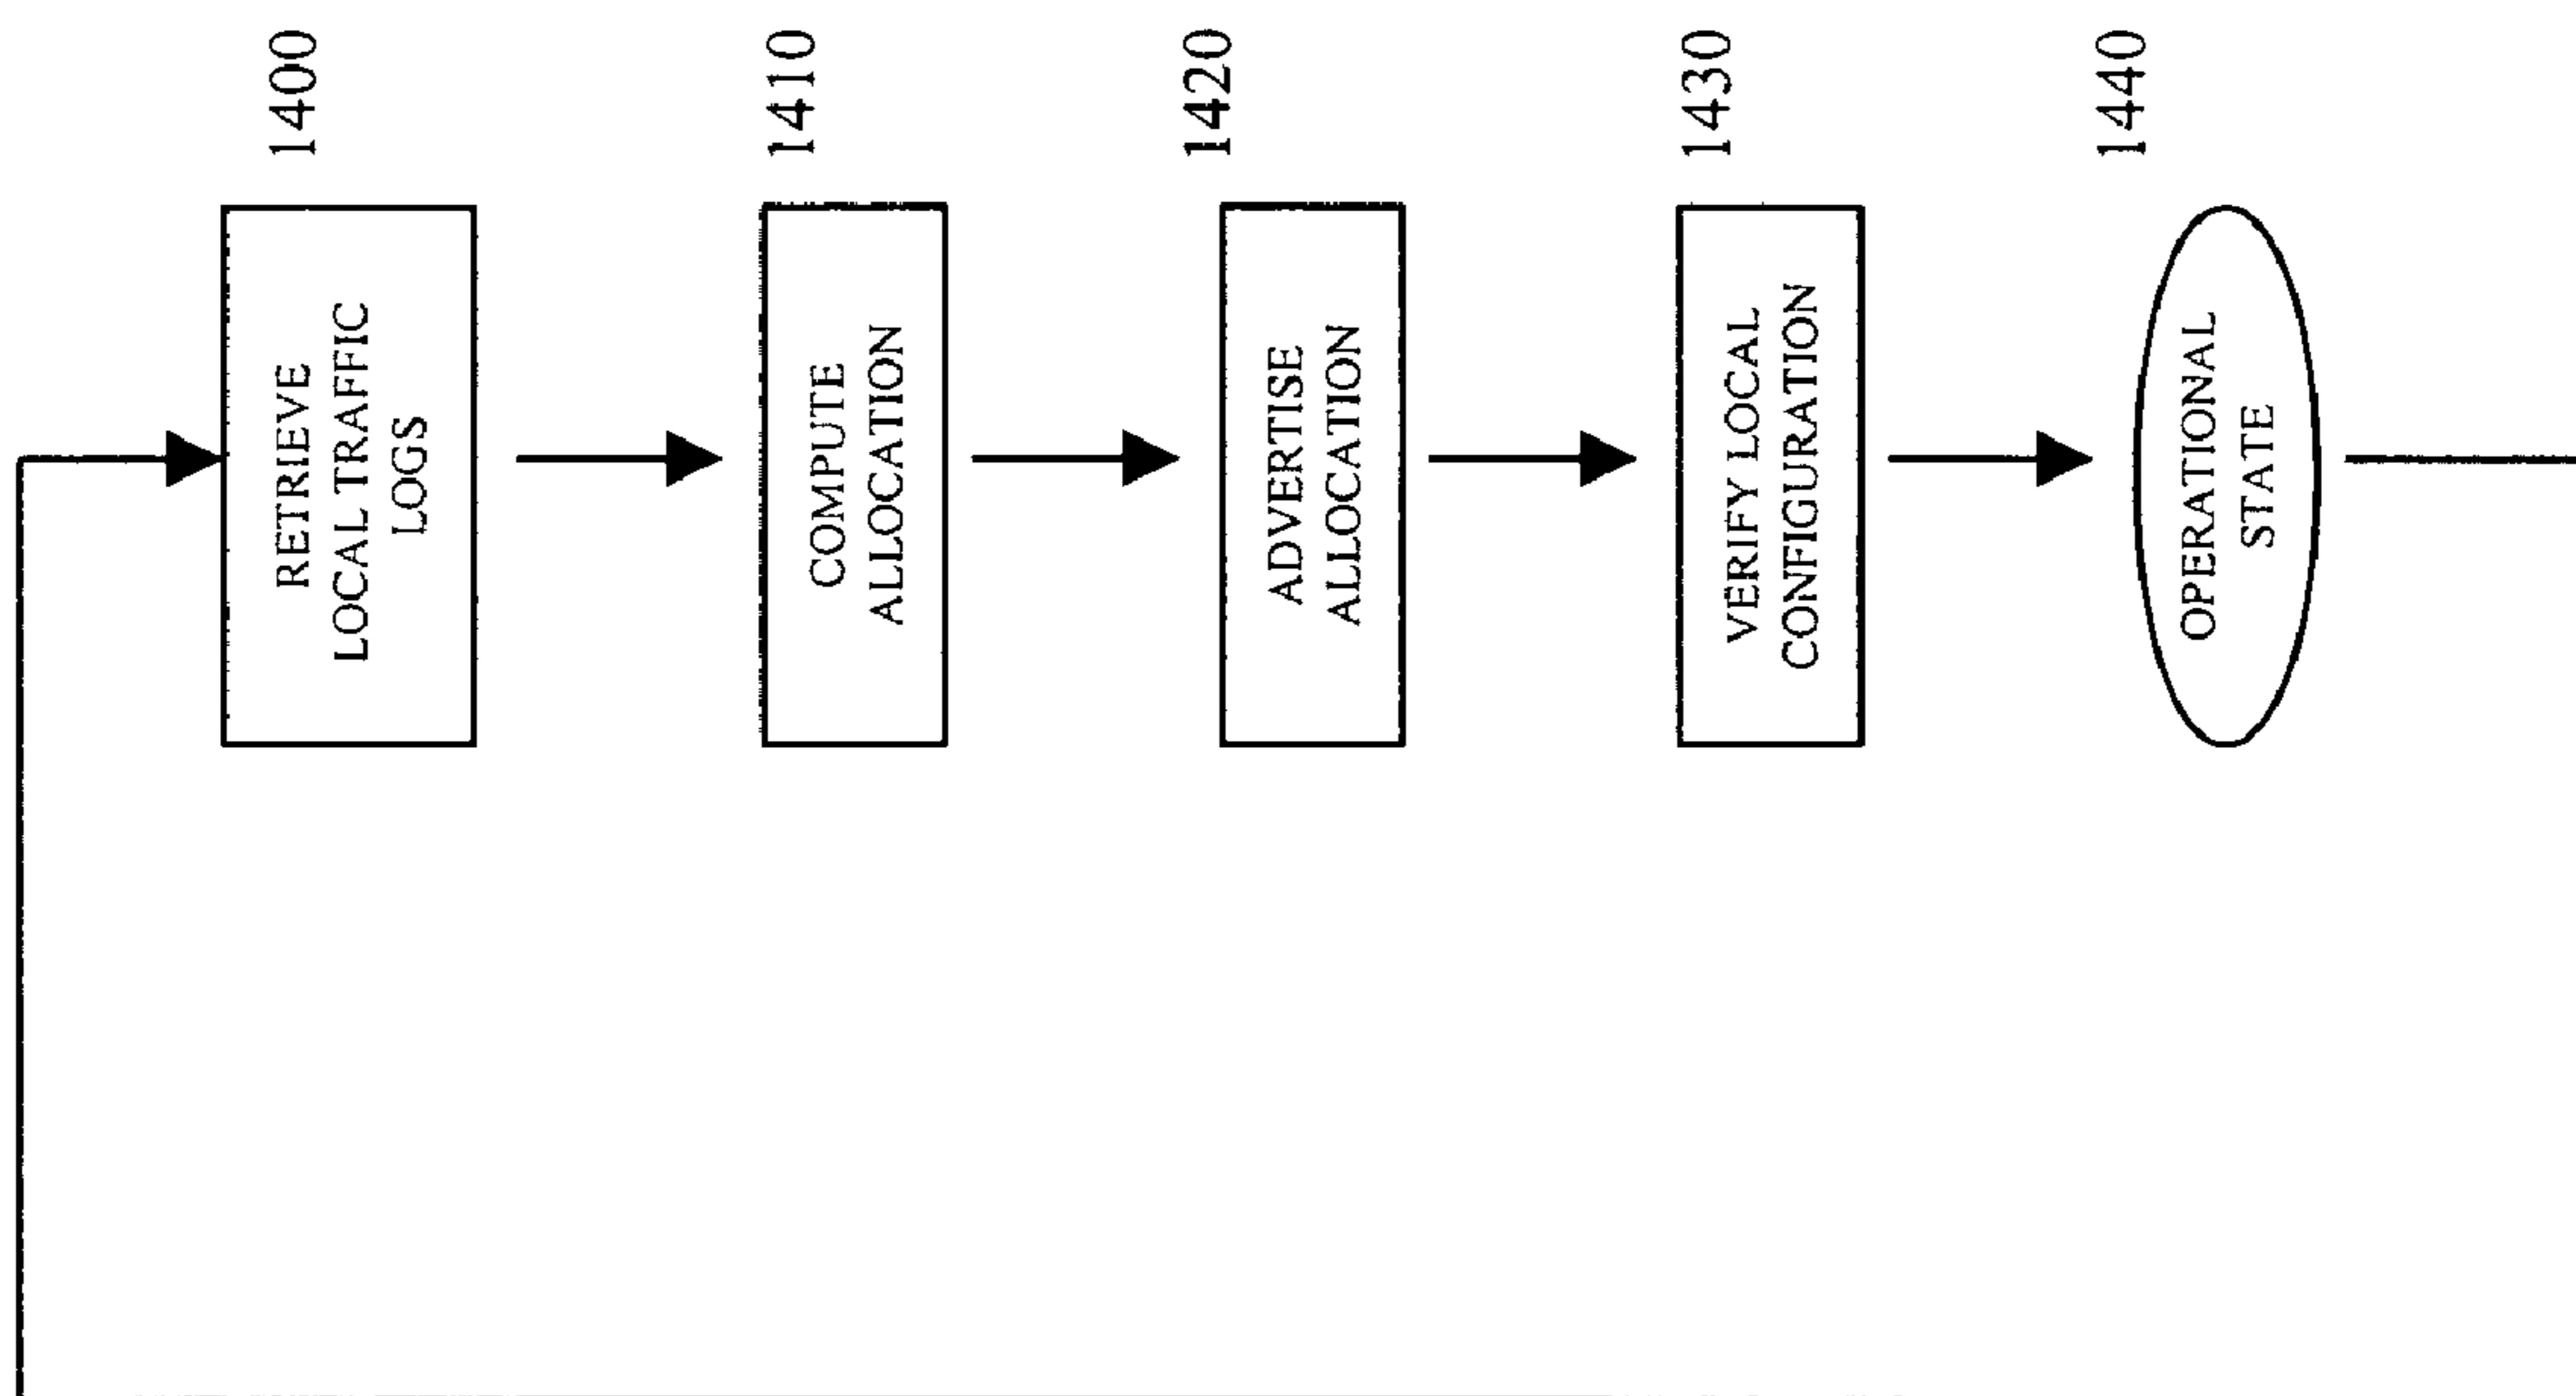 1400
RETRIEVE
LOCAL TRAFFIC
LOGS
1410
COMPUTE
ALLOCATION
1420
ADVERTISE
ALLOCATION
1430
VERIFY LOCAL
CONFIGURATION
1440
OPERATIONAL
STATE